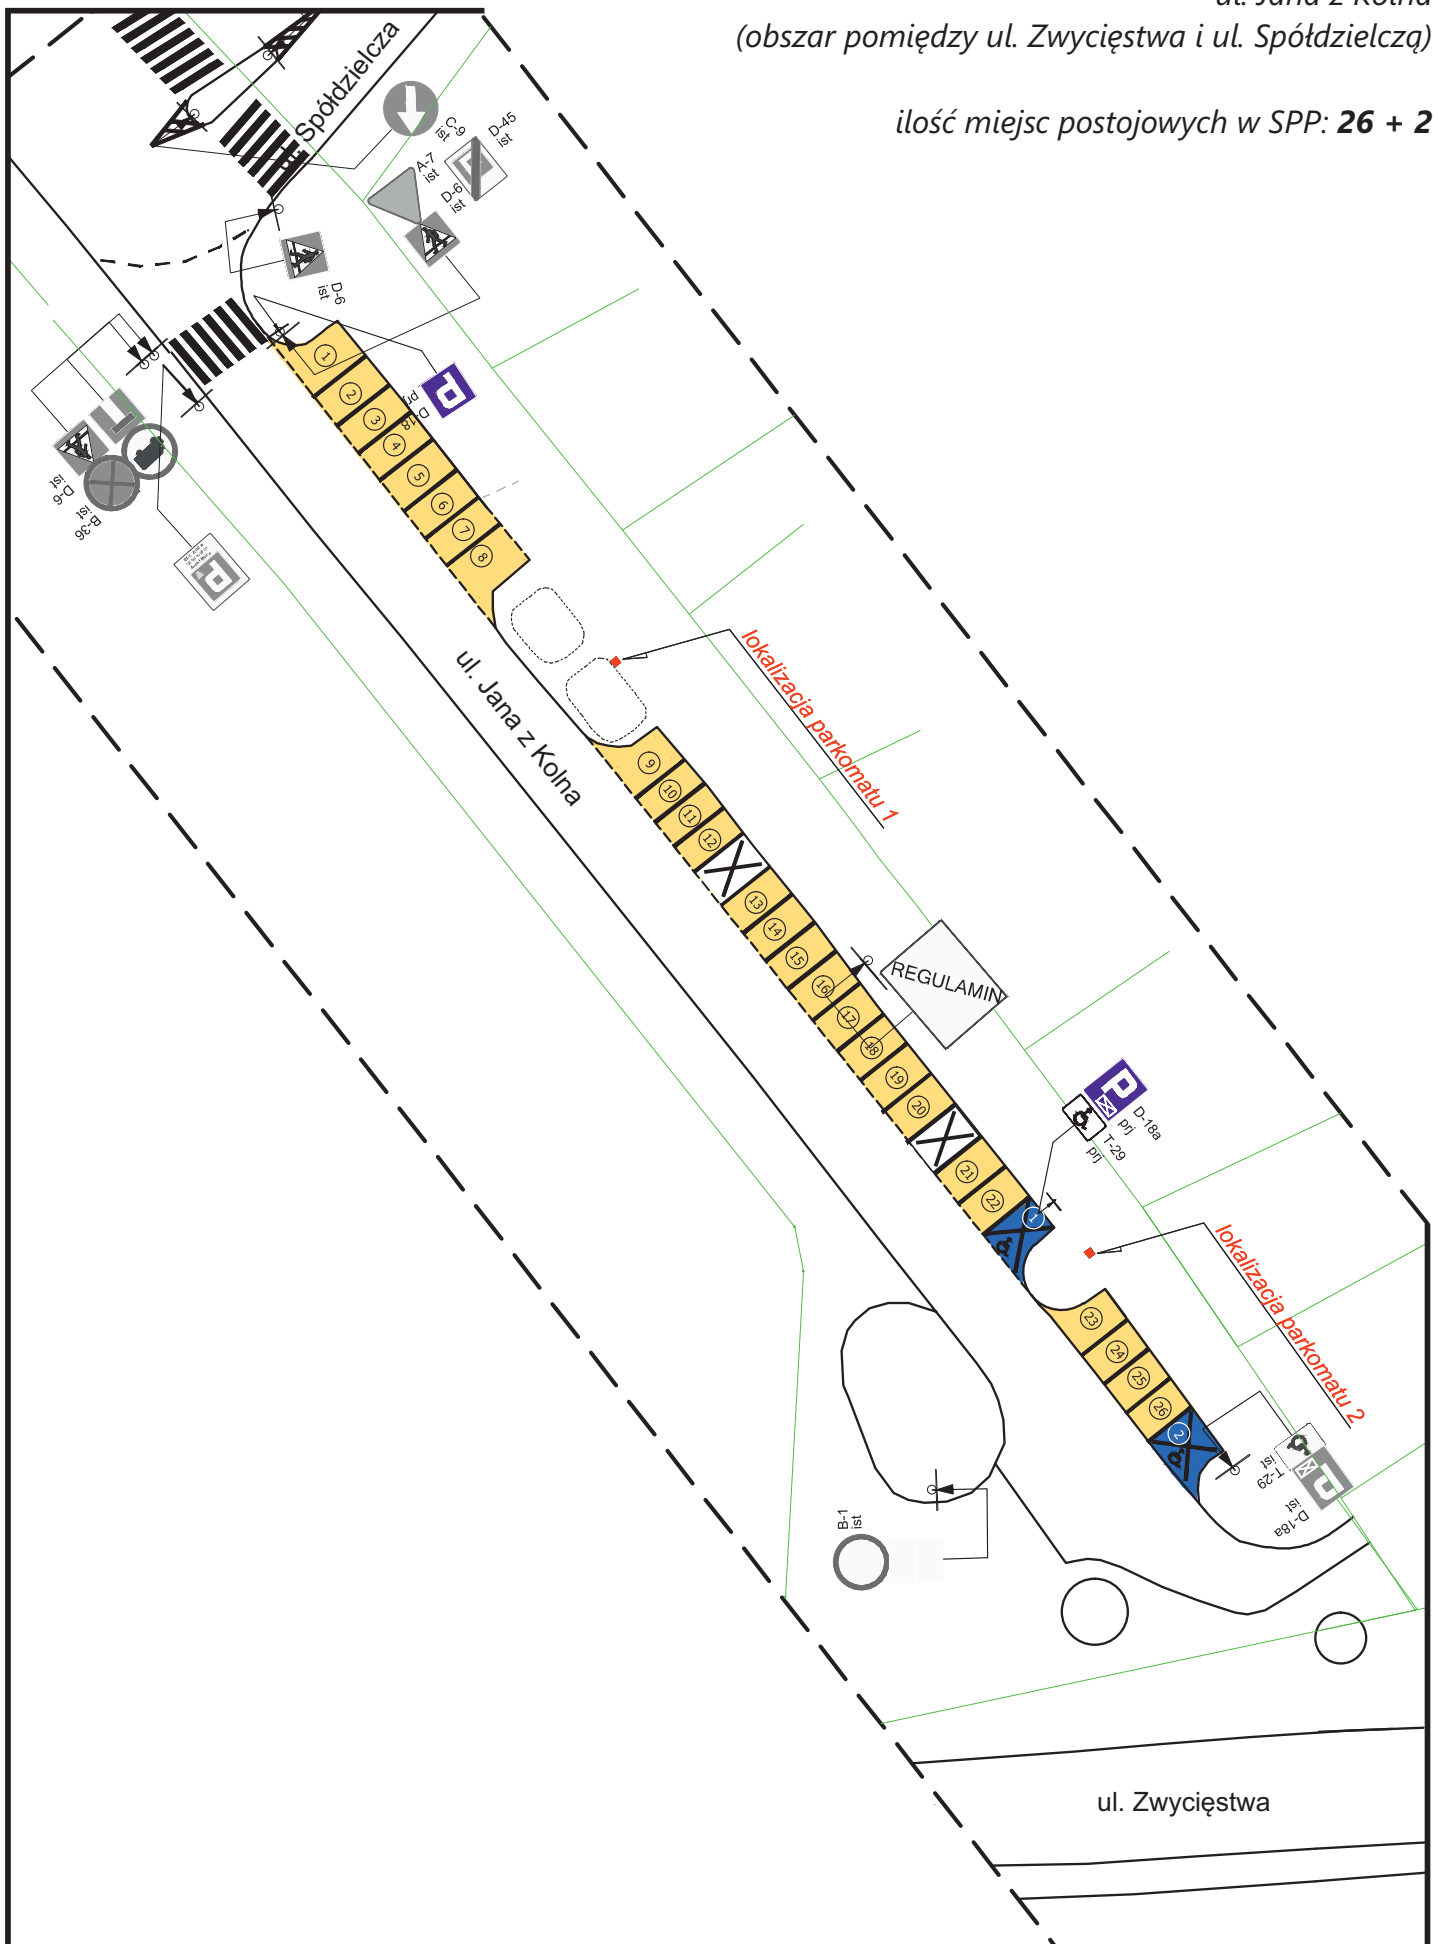 ul. Jana z Kolna
(obszar pomiędzy ul. Zwycięstwa i ul. Spółdzielczą)
ilość miejsc postojowych w SPP: 26 + 2
Spółdzielcza
C-9
ist
D-45
ist
A-7
ist
D-6
ist
D-6
ist
1
2
3
4
5
6
7
8
P
D-18
prj
D-6
ist
B-36
ist
P
ul. Jana z Kolna
lokalizacja parkomatu 1
9
10
11
12
13
14
15
16
17
18
19
20
REGULAMIN
21
22
1
P
D-18a
prj
T-29
prj
lokalizacja parkomatu 2
23
24
25
26
2
T-29
ist
D-18a
ist
B-1
ist
ul. Zwycięstwa